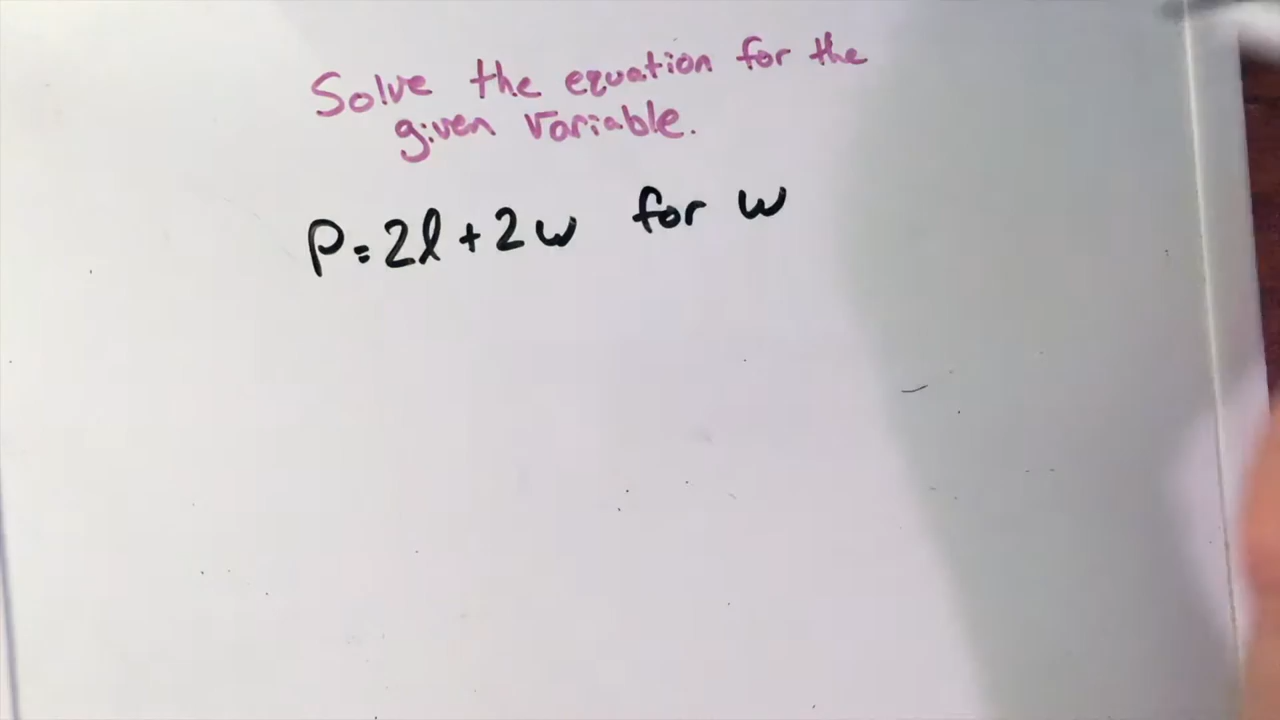 Solve the equation for the
given variable.
P=2l+2w for w